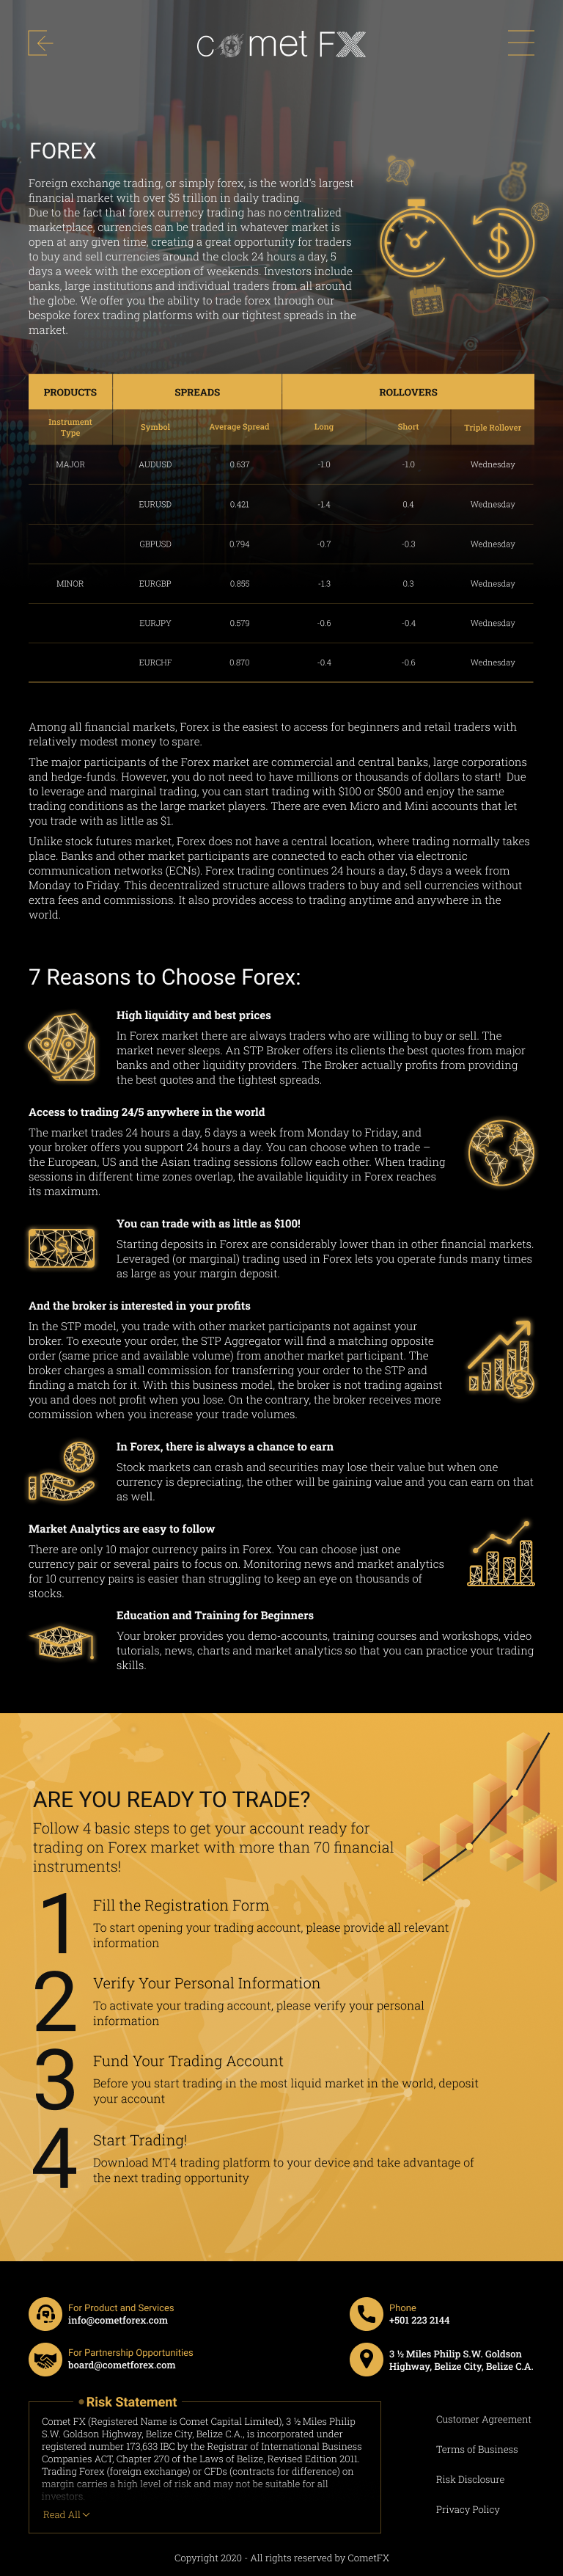 comet FX
FOREX
Foreign exchange trading, or simply forex, is the world's largest
financial market with over $5 trillion in daily trading.
Due to the fact that forex currency trading has no centralized
marketplace, currencies can be traded in whatever market is
open at any given time, creating a great opportunity for traders
to buy and sell currencies around the clock 24 hours a day, 5
days a week with the exception of weekends. Investors include
banks, large institutions and individual traders from all around
the globe. We offer you the ability to trade forex through our
bespoke forex trading platforms with our tightest spreads in the
market.
PRODUCTS SPREADS ROLLOVERS
Instrument Type Symbol Average Spread Long Short Triple Rollover
MAJOR AUDUSD 0.637 -1.0 -1.0 Wednesday
EURUSD 0.421 -1.4 0.4 Wednesday
GBPUSD 0.794 -0.7 -0.3 Wednesday
MINOR EURGBP 0.855 -1.3 0.3 Wednesday
EURJPY 0.579 -0.6 -0.4 Wednesday
EURCHF 0.870 -0.4 -0.6 Wednesday
Among all financial markets, Forex is the easiest to access for beginners and retail traders with
relatively modest money to spare.
The major participants of the Forex market are commercial and central banks, large corporations
and hedge-funds. However, you do not need to have millions or thousands of dollars to start! Due
to leverage and marginal trading, you can start trading with $100 or $500 and enjoy the same
trading conditions as the large market players. There are even Micro and Mini accounts that let
you trade with as little as $1.
Unlike stock futures market, Forex does not have a central location, where trading normally takes
place. Banks and other market participants are connected to each other via electronic
communication networks (ECNs). Forex trading continues 24 hours a day, 5 days a week from
Monday to Friday. This decentralized structure allows traders to buy and sell currencies without
extra fees and commissions. It also provides access to trading anytime and anywhere in the
world.
7 Reasons to Choose Forex:
High liquidity and best prices
In Forex market there are always traders who are willing to buy or sell. The
market never sleeps. An STP Broker offers its clients the best quotes from major
banks and other liquidity providers. The Broker actually profits from providing
the best quotes and the tightest spreads.
Access to trading 24/5 anywhere in the world
The market trades 24 hours a day, 5 days a week from Monday to Friday, and
your broker offers you support 24 hours a day. You can choose when to trade –
the European, US and the Asian trading sessions follow each other. When trading
sessions in different time zones overlap, the available liquidity in Forex reaches
its maximum.
You can trade with as little as $100!
Starting deposits in Forex are considerably lower than in other financial markets.
Leveraged (or marginal) trading used in Forex lets you operate funds many times
as large as your margin deposit.
And the broker is interested in your profits
In the STP model, you trade with other market participants not against your
broker. To execute your order, the STP Aggregator will find a matching opposite
order (same price and available volume) from another market participant. The
broker charges a small commission for transferring your order to the STP and
finding a match for it. With this business model, the broker is not trading against
you and does not profit when you lose. On the contrary, the broker receives more
commission when you increase your trade volumes.
In Forex, there is always a chance to earn
Stock markets can crash and securities may lose their value but when one
currency is depreciating, the other will be gaining value and you can earn on that
as well.
Market Analytics are easy to follow
There are only 10 major currency pairs in Forex. You can choose just one
currency pair or several pairs to focus on. Monitoring news and market analytics
for 10 currency pairs is easier than struggling to keep an eye on thousands of
stocks.
Education and Training for Beginners
Your broker provides you demo-accounts, training courses and workshops, video
tutorials, news, charts and market analytics so that you can practice your trading
skills.
ARE YOU READY TO TRADE?
Follow 4 basic steps to get your account ready for
trading on Forex market with more than 70 financial
instruments!
1 Fill the Registration Form
To start opening your trading account, please provide all relevant
information
2 Verify Your Personal Information
To activate your trading account, please verify your personal
information
3 Fund Your Trading Account
Before you start trading in the most liquid market in the world, deposit
your account
4 Start Trading!
Download MT4 trading platform to your device and take advantage of
the next trading opportunity
For Product and Services
info@cometforex.com
Phone
+501 223 2144
For Partnership Opportunities
board@cometforex.com
3 ½ Miles Philip S.W. Goldson
Highway, Belize City, Belize C.A.
Risk Statement
Comet FX (Registered Name is Comet Capital Limited), 3 ½ Miles Philip
S.W. Goldson Highway, Belize City, Belize C.A., is incorporated under
registered number 173,633 IBC by the Registrar of International Business
Companies ACT, Chapter 270 of the Laws of Belize, Revised Edition 2011.
Trading Forex (foreign exchange) or CFDs (contracts for difference) on
margin carries a high level of risk and may not be suitable for all
investors.
Read All
Customer Agreement
Terms of Business
Risk Disclosure
Privacy Policy
Copyright 2020 - All rights reserved by CometFX